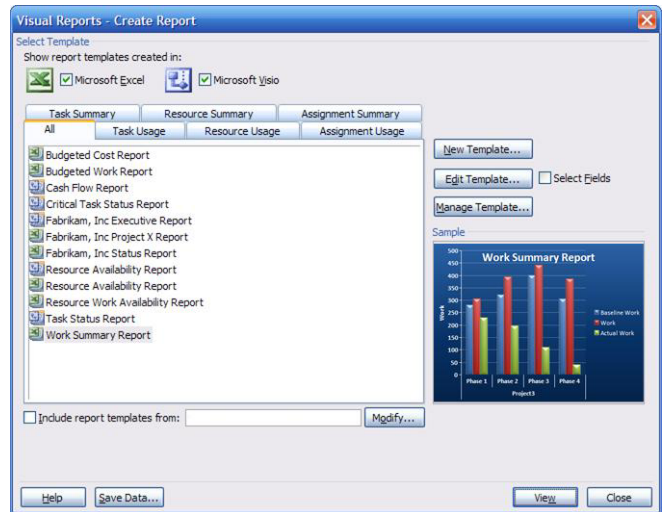 Visual Reports - Create Report
Select Template
Show report templates created in:
Microsoft Excel
Microsoft Visio
Task Summary
Resource Summary
Assignment Summary
All
Task Usage
Resource Usage
Assignment Usage
Budgeted Cost Report
Budgeted Work Report
Cash Flow Report
Critical Task Status Report
Fabrikam, Inc Executive Report
Fabrikam, Inc Project X Report
Fabrikam, Inc Status Report
Resource Availability Report
Resource Availability Report
Resource Work Availability Report
Task Status Report
Work Summary Report
Include report templates from:
Modify...
New Template...
Edit Template...
Select Fields
Manage Template...
Sample
Work Summary Report
500
450
400
350
300
250
200
150
100
50
0
Work
Baseline Work
Work
Actual Work
Phase 1 Phase 2 Phase 3 Phase 4
Project3
Help
Save Data...
View
Close